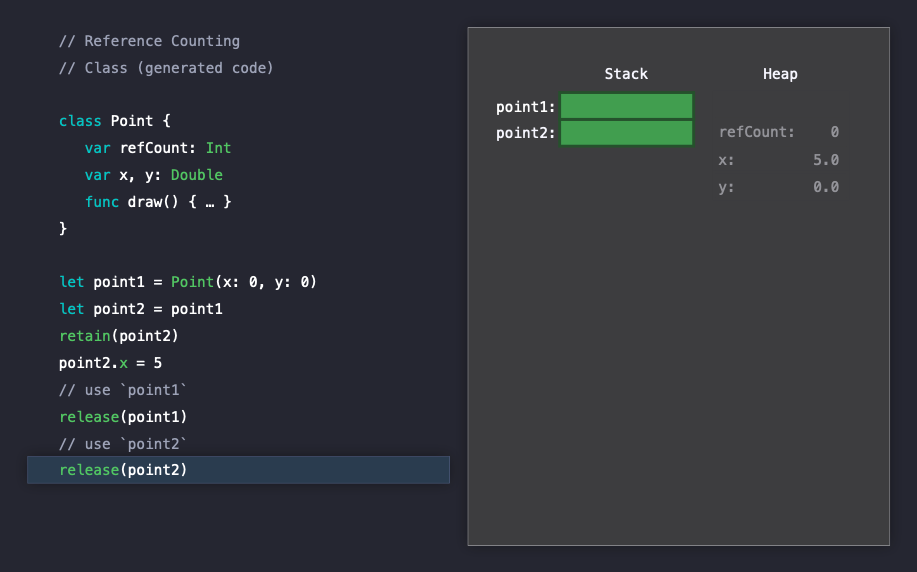 // Reference Counting
// Class (generated code)
class Point {
var refCount: Int
var x, y: Double
func draw() { … }
}
let point1 = Point(x: 0, y: 0)
let point2 = point1
retain(point2)
point2.x = 5
// use `point1`
release(point1)
// use `point2`
release(point2)
Stack Heap
point1:
point2:
refCount: 0
x: 5.0
y: 0.0